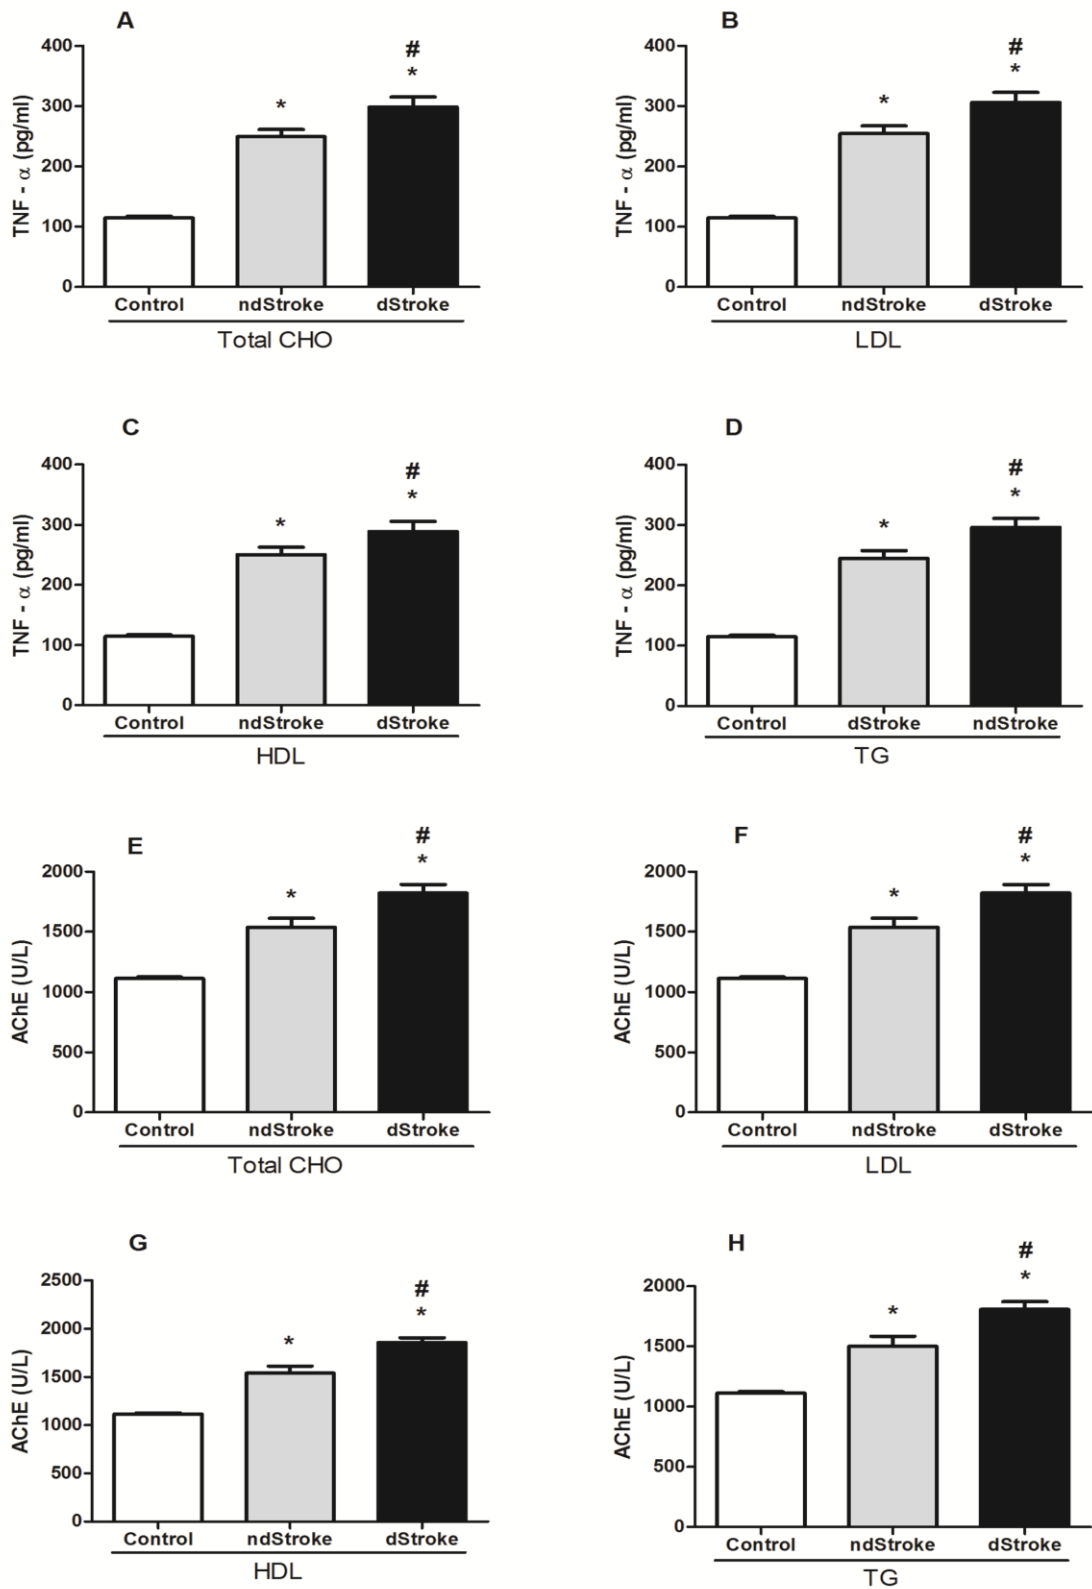 A
TNF - α (pg/ml)
400
300
200
100
0
#
*
*
Control ndStroke dStroke
Total CHO
B
TNF - α (pg/ml)
400
300
200
100
0
#
*
*
Control ndStroke dStroke
LDL
C
TNF - α (pg/ml)
400
300
200
100
0
#
*
*
Control ndStroke dStroke
HDL
D
TNF - α (pg/ml)
400
300
200
100
0
#
*
*
Control dStroke ndStroke
TG
E
AChE (U/L)
2000
1500
1000
500
0
#
*
*
Control ndStroke dStroke
Total CHO
F
AChE (U/L)
2000
1500
1000
500
0
#
*
*
Control ndStroke dStroke
LDL
G
AChE (U/L)
2500
2000
1500
1000
500
0
#
*
*
Control ndStroke dStroke
HDL
H
AChE (U/L)
2000
1500
1000
500
0
#
*
*
Control ndStroke dStroke
TG